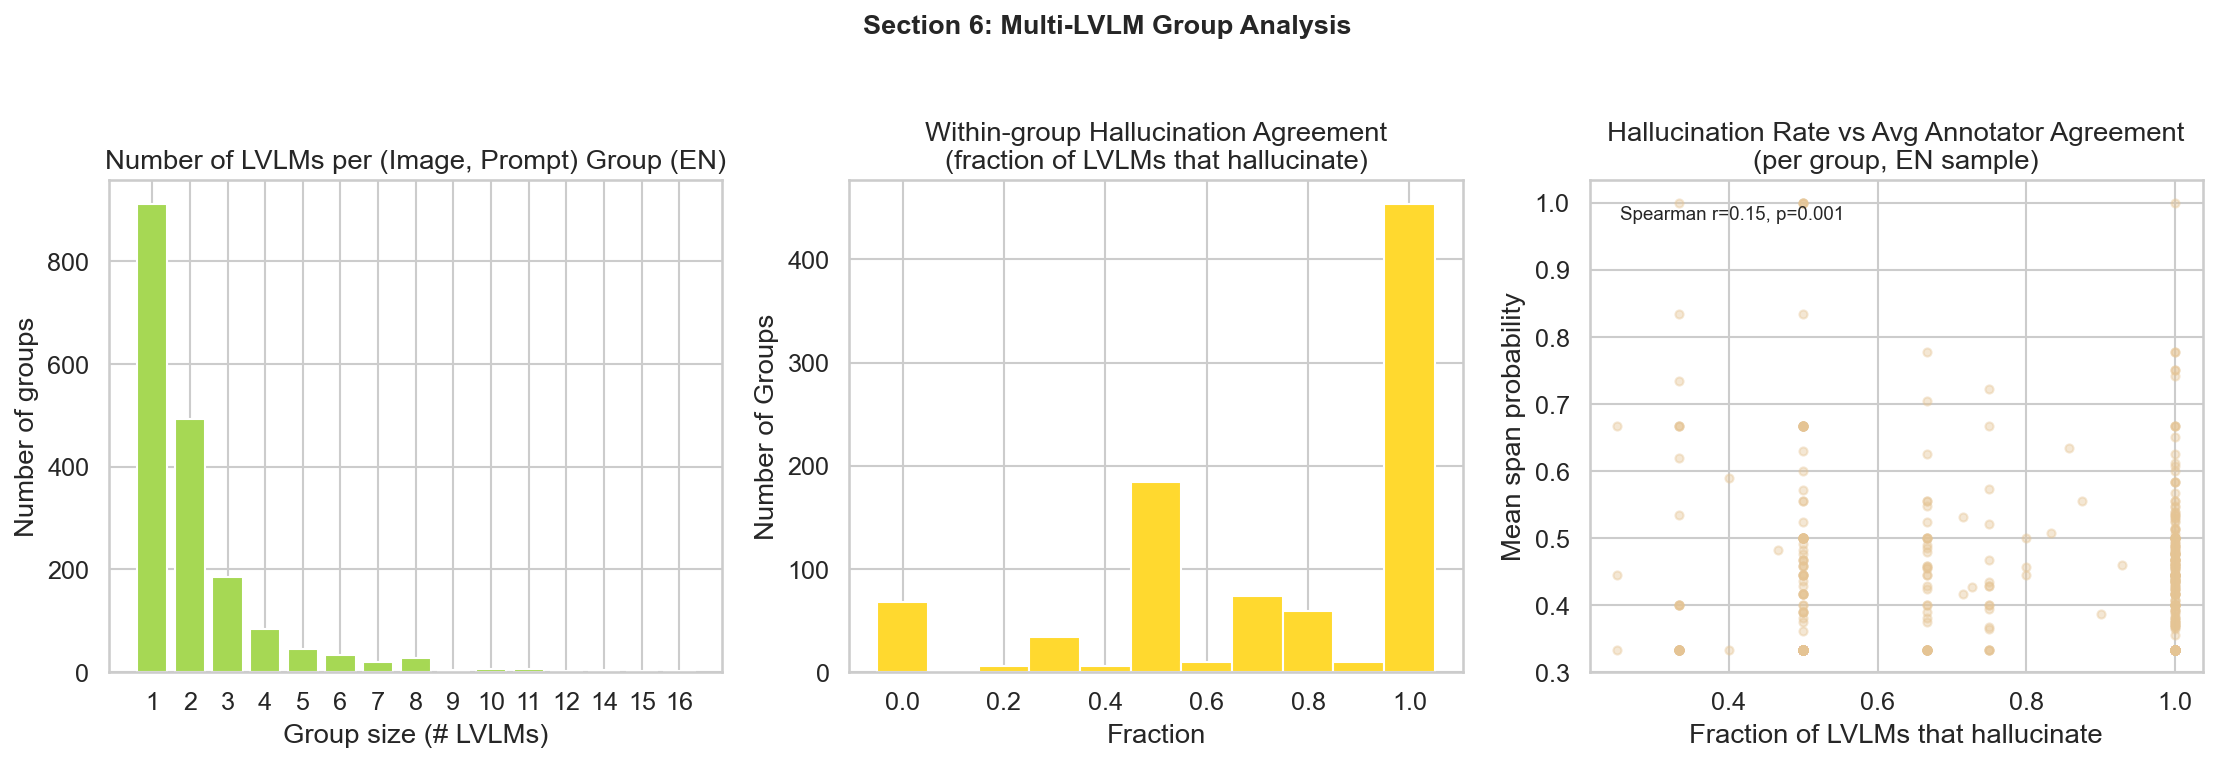 Section 6: Multi-LVLM Group Analysis
Number of LVLMs per (Image, Prompt) Group (EN)
Number of groups
800
600
400
200
0
1 2 3 4 5 6 7 8 9 10 11 12 14 15 16
Group size (# LVLMs)
Within-group Hallucination Agreement
(fraction of LVLMs that hallucinate)
Number of Groups
400
300
200
100
0
0.0 0.2 0.4 0.6 0.8 1.0
Fraction
Hallucination Rate vs Avg Annotator Agreement
(per group, EN sample)
Spearman r=0.15, p=0.001
Mean span probability
1.0
0.9
0.8
0.7
0.6
0.5
0.4
0.3
0.4 0.6 0.8 1.0
Fraction of LVLMs that hallucinate